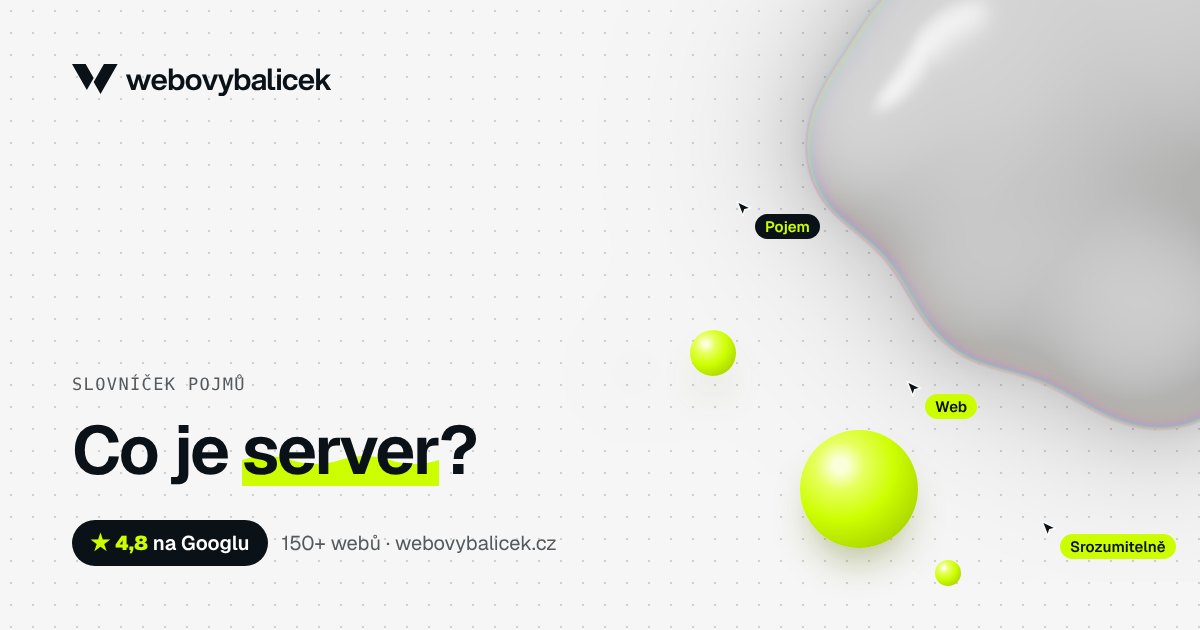 webovybalicek
Pojem
SLOVNÍČEK POJMŮ
Web
Co je server?
★ 4,8 na Googlu
150+ webů · webovybalicek.cz
Srozumitelně